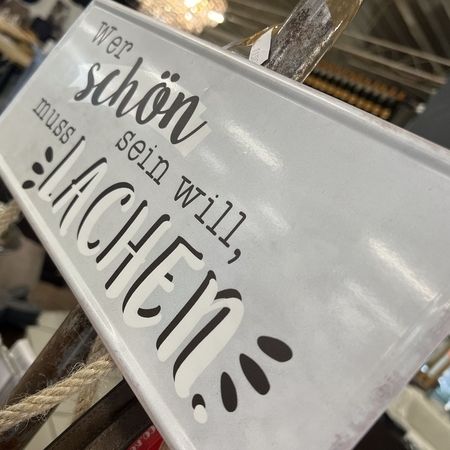 Wer
schön
sein will,
muss
LACHEN.